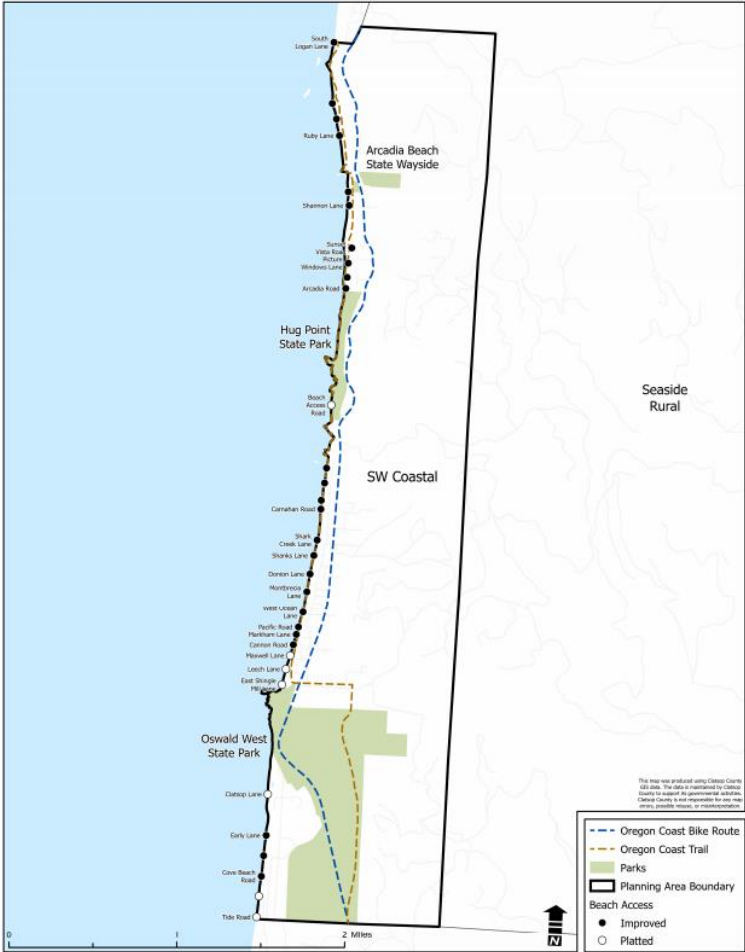 South
Logan Lane
Ruby Lane
Arcadia Beach
State Wayside
Shannon Lane
Sunset
Vista Road
Picture
Windows Lane
Arcadia Road
Hug Point
State Park
Beach
Access
Road
Seaside
Rural
SW Coastal
Carnahan Road
Shark
Creek Lane
Shanks Lane
Donlon Lane
Montbrecia
Lane
West Ocean
Lane
Pacific Road
Markham Lane
Cannon Road
Maxwell Lane
Leech Lane
East Shingle
Oswald West
State Park
Clatsop Lane
Early Lane
Cove Beach
Road
Tide Road
0
1
2 Miles
N
This map was produced using Clatsop County
GIS data. The data is maintained by Clatsop
County to support its governmental activities.
Clatsop County is not responsible for any map
errors, possible misuse, or misinterpretation.
Oregon Coast Bike Route
Oregon Coast Trail
Parks
Planning Area Boundary
Beach Access
Improved
Platted